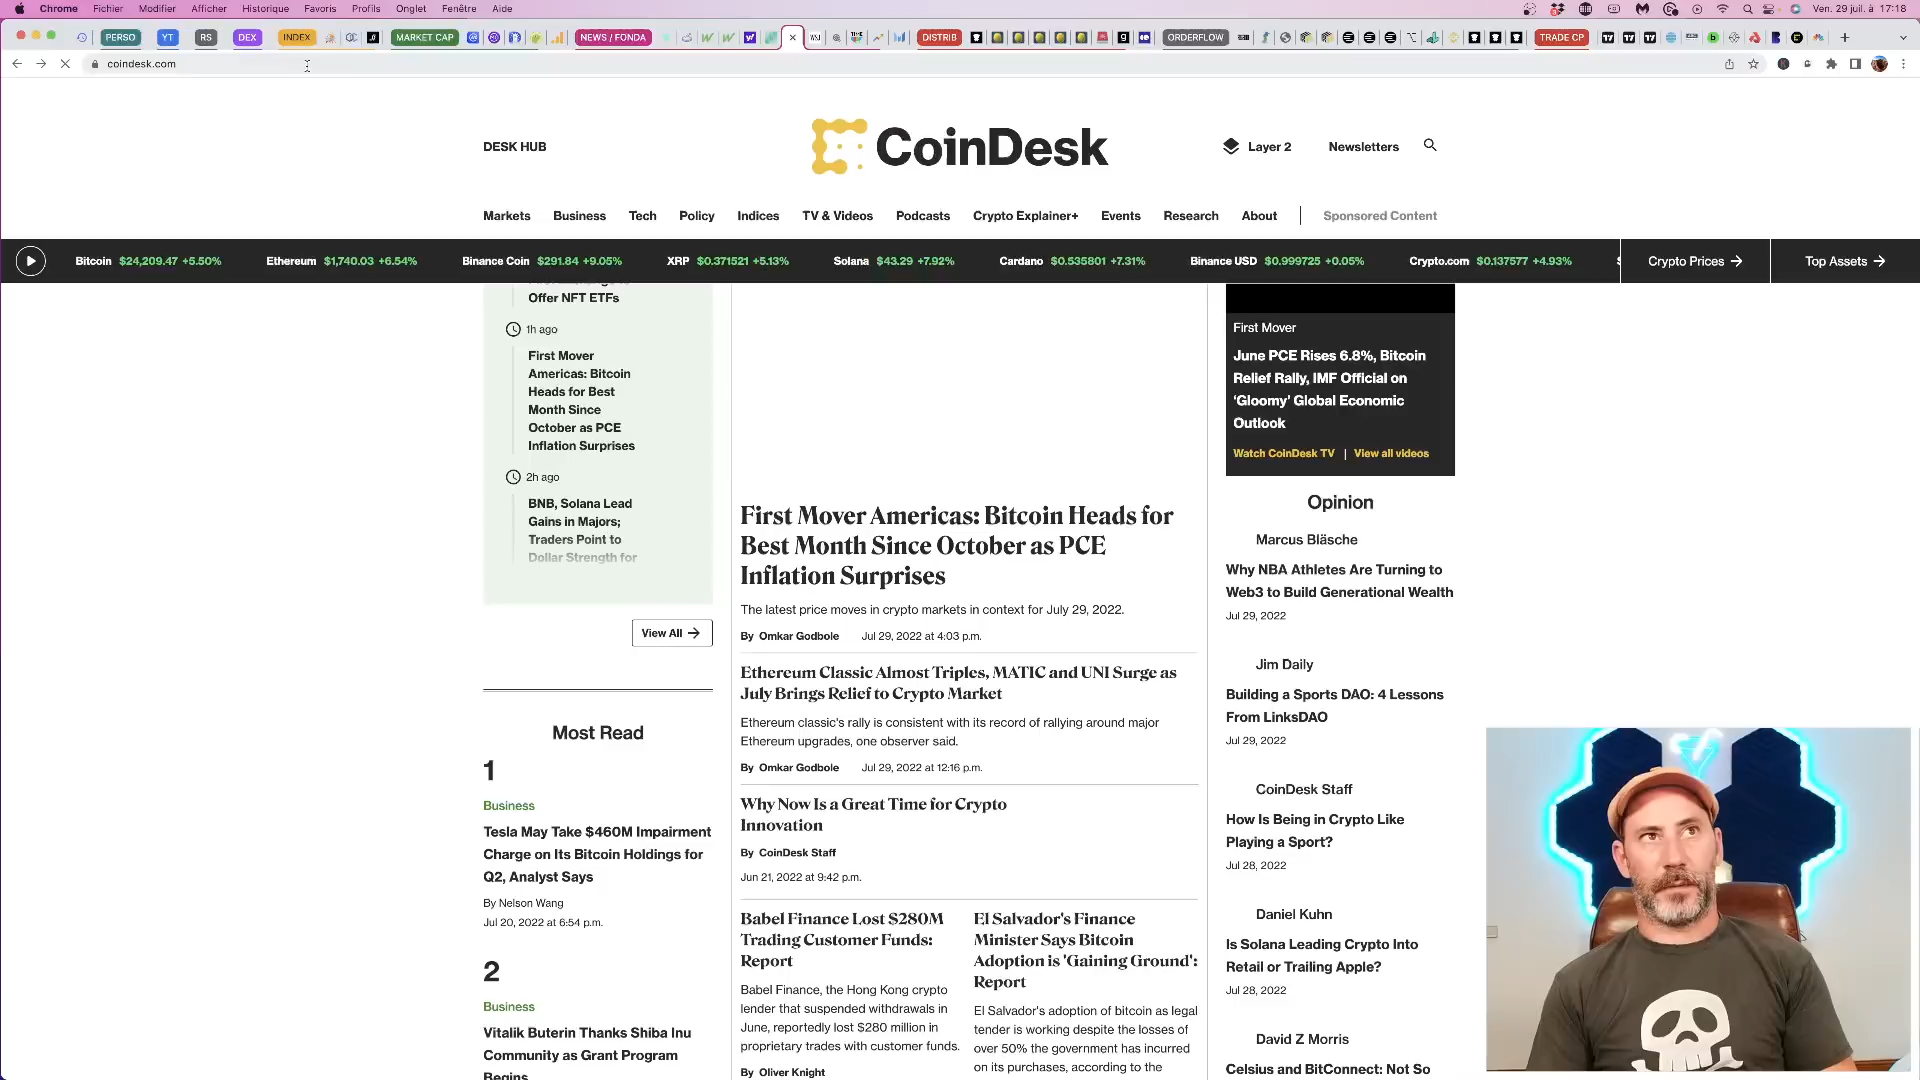 Chrome Fichier Modifier Afficher Historique Favoris Profils Onglet Fenêtre Aide
Ven. 29 juil. à 17:18
PERSO YT RS DEX INDEX MARKET CAP NEWS / FONDA DISTRIB ORDERFLOW TRADE CP
coindesk.com
DESK HUB
CoinDesk
Layer 2 Newsletters
Markets Business Tech Policy Indices TV & Videos Podcasts Crypto Explainer+ Events Research About Sponsored Content
Bitcoin $24,209.47 +5.50% Ethereum $1,740.03 +6.54% Binance Coin $291.84 +9.05% XRP $0.371521 +5.13% Solana $43.29 +7.92% Cardano $0.535801 +7.31% Binance USD $0.999725 +0.05% Crypto.com $0.137577 +4.93% Crypto Prices → Top Assets →
Offer NFT ETFs
1h ago
First Mover
Americas: Bitcoin
Heads for Best
Month Since
October as PCE
Inflation Surprises
2h ago
BNB, Solana Lead
Gains in Majors;
Traders Point to
Dollar Strength for
View All →
Most Read
1
Business
Tesla May Take $460M Impairment
Charge on Its Bitcoin Holdings for
Q2, Analyst Says
By Nelson Wang
Jul 20, 2022 at 6:54 p.m.
2
Business
Vitalik Buterin Thanks Shiba Inu
Community as Grant Program
Begins
First Mover Americas: Bitcoin Heads for
Best Month Since October as PCE
Inflation Surprises
The latest price moves in crypto markets in context for July 29, 2022.
By Omkar Godbole Jul 29, 2022 at 4:03 p.m.
Ethereum Classic Almost Triples, MATIC and UNI Surge as
July Brings Relief to Crypto Market
Ethereum classic's rally is consistent with its record of rallying around major
Ethereum upgrades, one observer said.
By Omkar Godbole Jul 29, 2022 at 12:16 p.m.
Why Now Is a Great Time for Crypto
Innovation
By CoinDesk Staff
Jun 21, 2022 at 9:42 p.m.
Babel Finance Lost $280M
Trading Customer Funds:
Report
Babel Finance, the Hong Kong crypto
lender that suspended withdrawals in
June, reportedly lost $280 million in
proprietary trades with customer funds.
By Oliver Knight
El Salvador's Finance
Minister Says Bitcoin
Adoption is 'Gaining Ground':
Report
El Salvador's adoption of bitcoin as legal
tender is working despite the losses of
over 50% the government has incurred
on its purchases, according to the
First Mover
June PCE Rises 6.8%, Bitcoin
Relief Rally, IMF Official on
‘Gloomy’ Global Economic
Outlook
Watch CoinDesk TV | View all videos
Opinion
Marcus Bläsche
Why NBA Athletes Are Turning to
Web3 to Build Generational Wealth
Jul 29, 2022
Jim Daily
Building a Sports DAO: 4 Lessons
From LinksDAO
Jul 29, 2022
CoinDesk Staff
How Is Being in Crypto Like
Playing a Sport?
Jul 28, 2022
Daniel Kuhn
Is Solana Leading Crypto Into
Retail or Trailing Apple?
Jul 28, 2022
David Z Morris
Celsius and BitConnect: Not So